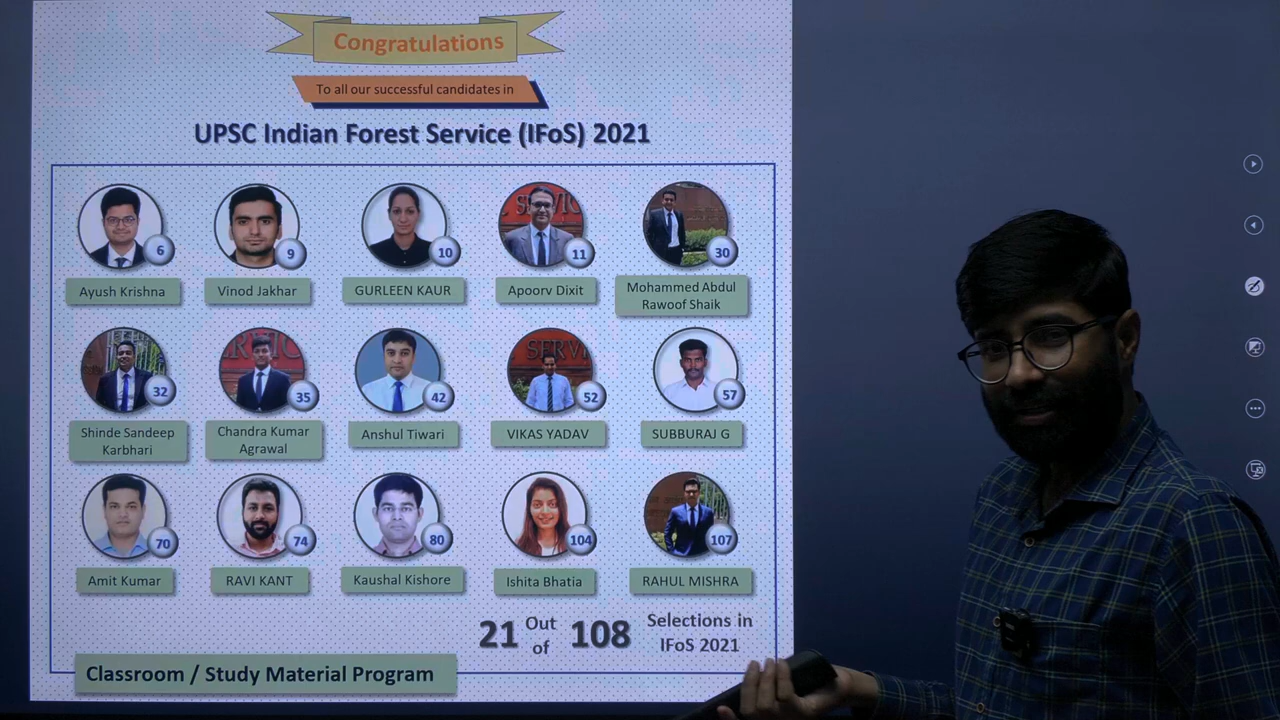 Congratulations
To all our successful candidates in
UPSC Indian Forest Service (IFoS) 2021
6
9
10
11
30
Ayush Krishna
Vinod Jakhar
GURLEEN KAUR
Apoorv Dixit
Mohammed Abdul
Rawoof Shaik
32
35
42
52
57
Shinde Sandeep
Karbhari
Chandra Kumar
Agrawal
Anshul Tiwari
VIKAS YADAV
SUBBURAJ G
70
74
80
104
107
Amit Kumar
RAVI KANT
Kaushal Kishore
Ishita Bhatia
RAHUL MISHRA
21 Out of 108 Selections in
IFoS 2021
Classroom / Study Material Program